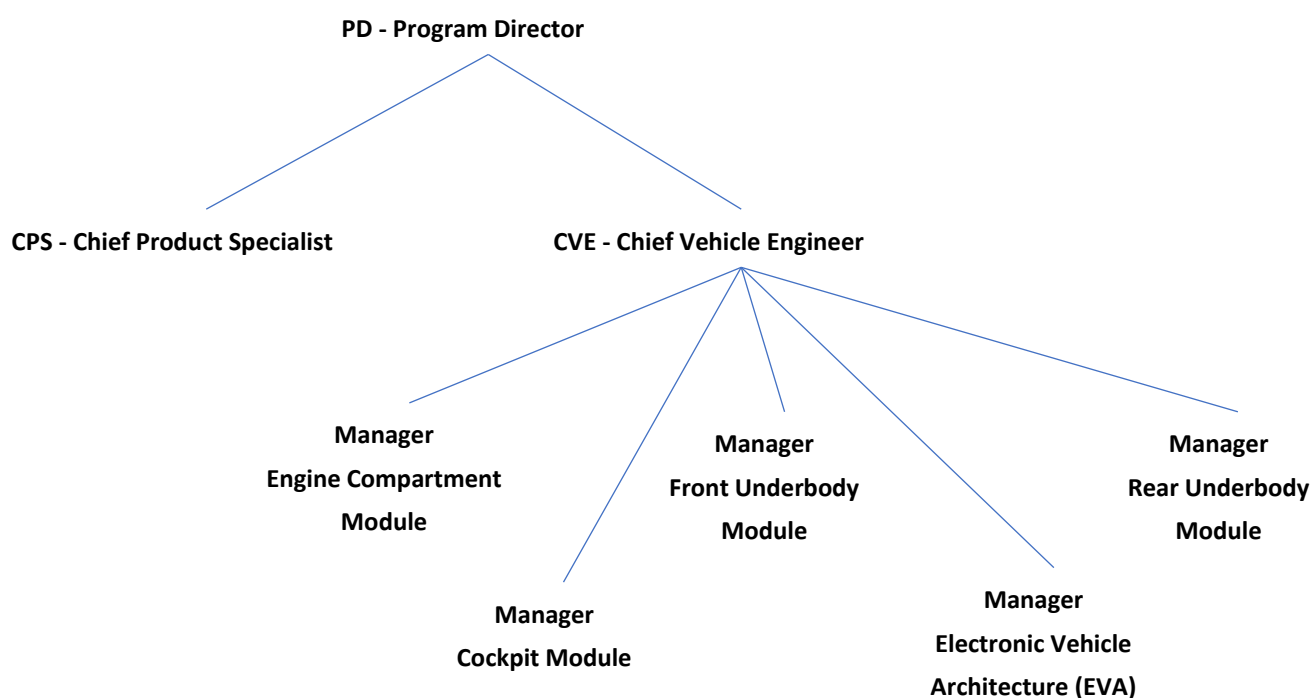 PD - Program Director
CPS - Chief Product Specialist
CVE - Chief Vehicle Engineer
Manager
Engine Compartment
Module
Manager
Front Underbody
Module
Manager
Rear Underbody
Module
Manager
Cockpit Module
Manager
Electronic Vehicle
Architecture (EVA)